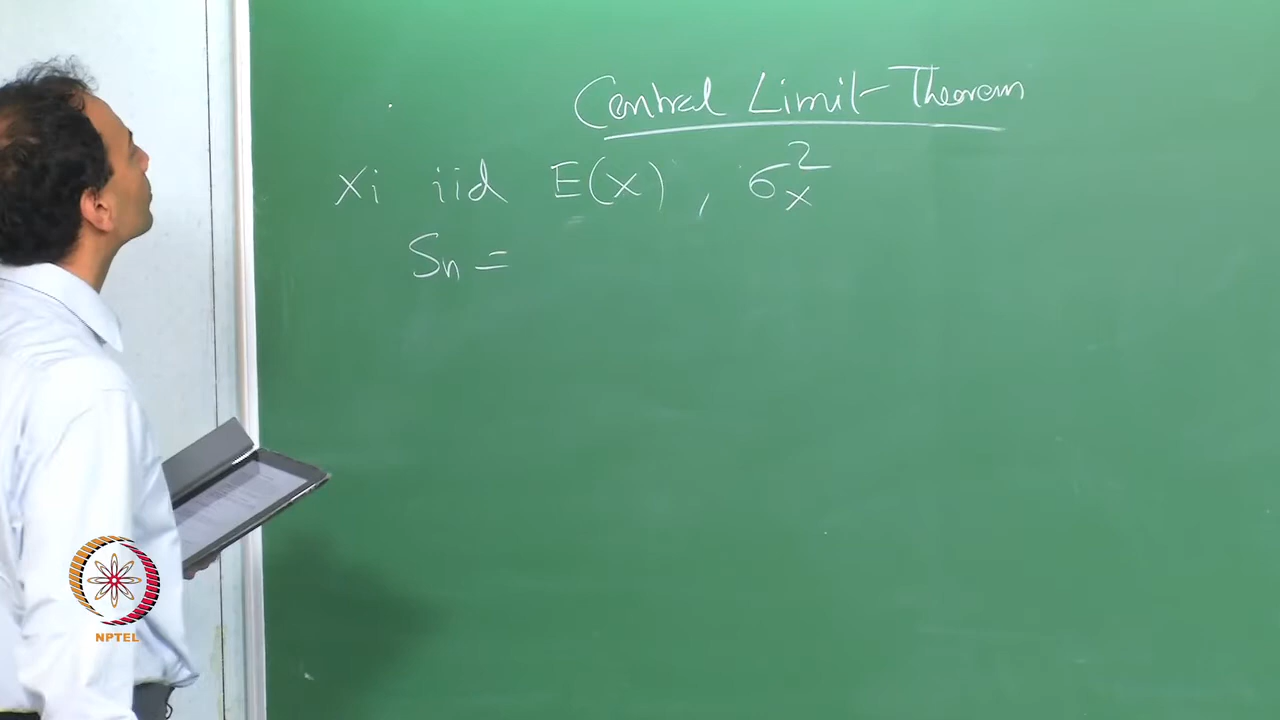 Central Limit Theorem
Xi iid E(X), σ²ₓ
Sn =
NPTEL